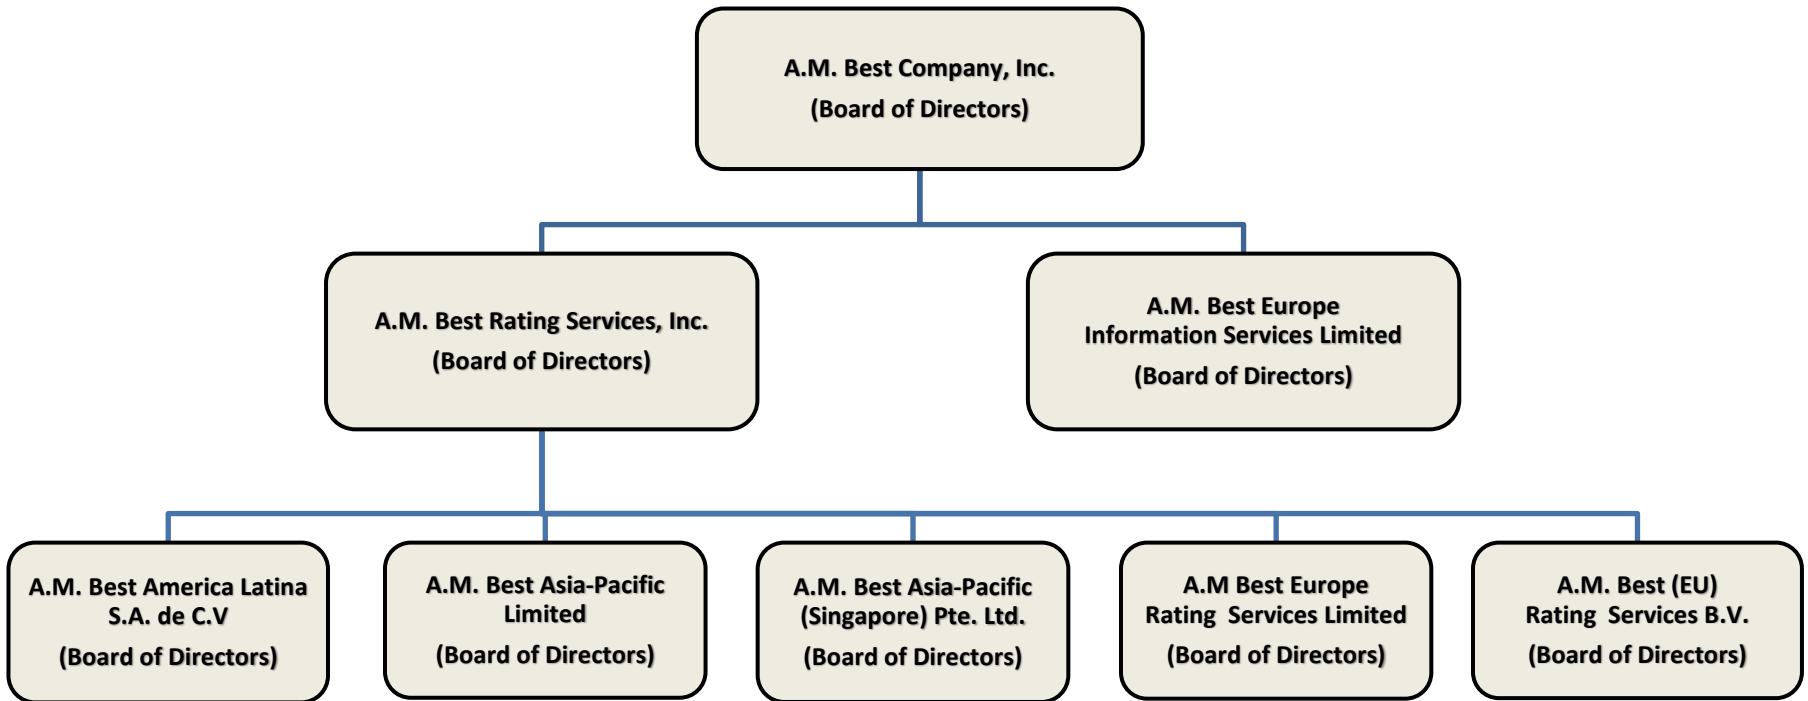 A.M. Best Company, Inc.
(Board of Directors)
A.M. Best Rating Services, Inc.
(Board of Directors)
A.M. Best Europe
Information Services Limited
(Board of Directors)
A.M. Best America Latina
S.A. de C.V
(Board of Directors)
A.M. Best Asia-Pacific
Limited
(Board of Directors)
A.M. Best Asia-Pacific
(Singapore) Pte. Ltd.
(Board of Directors)
A.M Best Europe
Rating  Services Limited
(Board of Directors)
A.M. Best (EU)
Rating  Services B.V.
(Board of Directors)